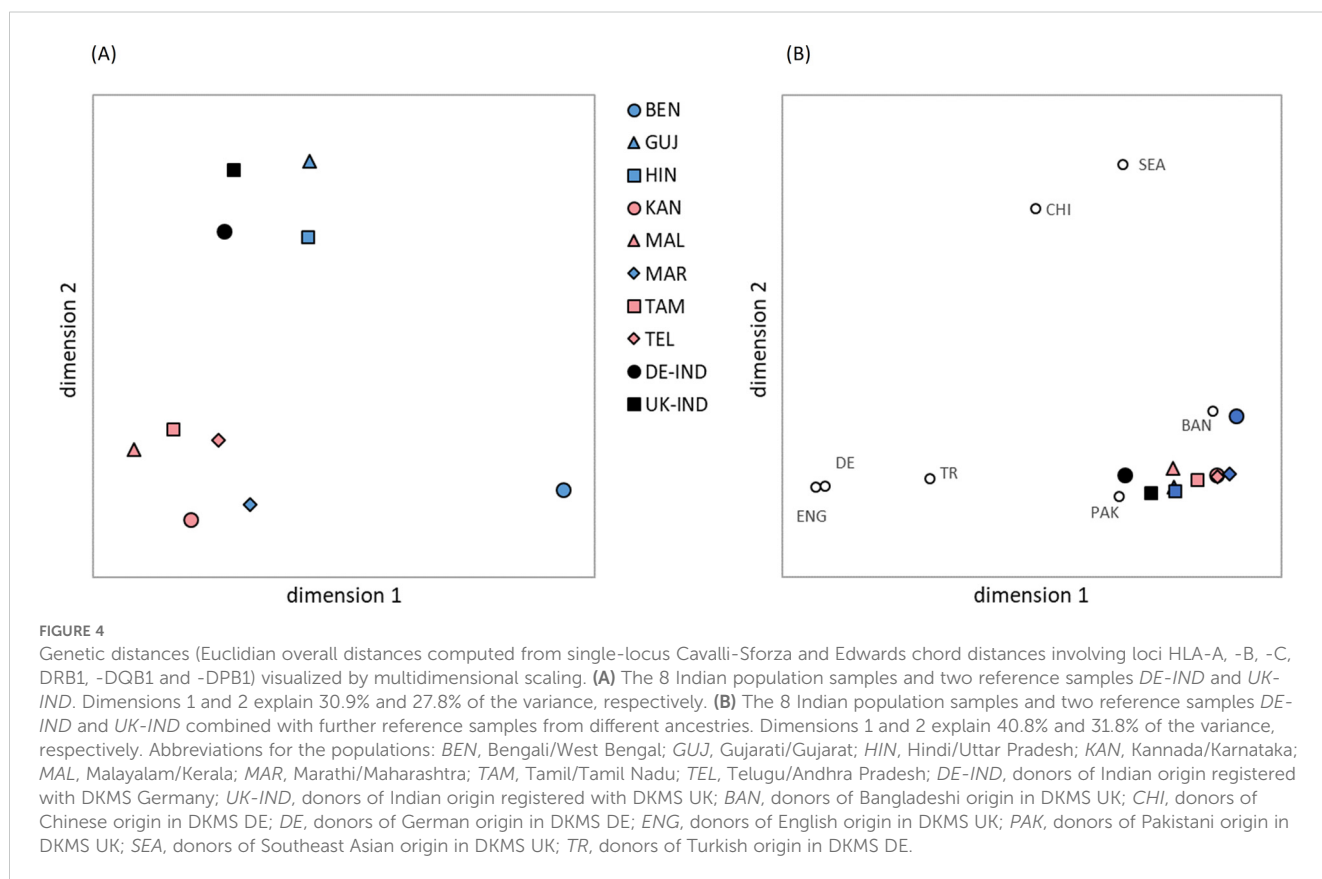 (A)
(B)
dimension 2
dimension 1
BEN
GUJ
HIN
KAN
MAL
MAR
TAM
TEL
DE-IND
UK-IND
dimension 2
dimension 1
SEA
CHI
BAN
DE
TR
ENG
PAK
FIGURE 4
Genetic distances (Euclidian overall distances computed from single-locus Cavalli-Sforza and Edwards chord distances involving loci HLA-A, -B, -C,
DRB1, -DQB1 and -DPB1) visualized by multidimensional scaling. (A) The 8 Indian population samples and two reference samples DE-IND and UK-
IND. Dimensions 1 and 2 explain 30.9% and 27.8% of the variance, respectively. (B) The 8 Indian population samples and two reference samples DE-
IND and UK-IND combined with further reference samples from different ancestries. Dimensions 1 and 2 explain 40.8% and 31.8% of the variance,
respectively. Abbreviations for the populations: BEN, Bengali/West Bengal; GUJ, Gujarati/Gujarat; HIN, Hindi/Uttar Pradesh; KAN, Kannada/Karnataka;
MAL, Malayalam/Kerala; MAR, Marathi/Maharashtra; TAM, Tamil/Tamil Nadu; TEL, Telugu/Andhra Pradesh; DE-IND, donors of Indian origin registered
with DKMS Germany; UK-IND, donors of Indian origin registered with DKMS UK; BAN, donors of Bangladeshi origin in DKMS UK; CHI, donors of
Chinese origin in DKMS DE; DE, donors of German origin in DKMS DE; ENG, donors of English origin in DKMS UK; PAK, donors of Pakistani origin in
DKMS UK; SEA, donors of Southeast Asian origin in DKMS UK; TR, donors of Turkish origin in DKMS DE.